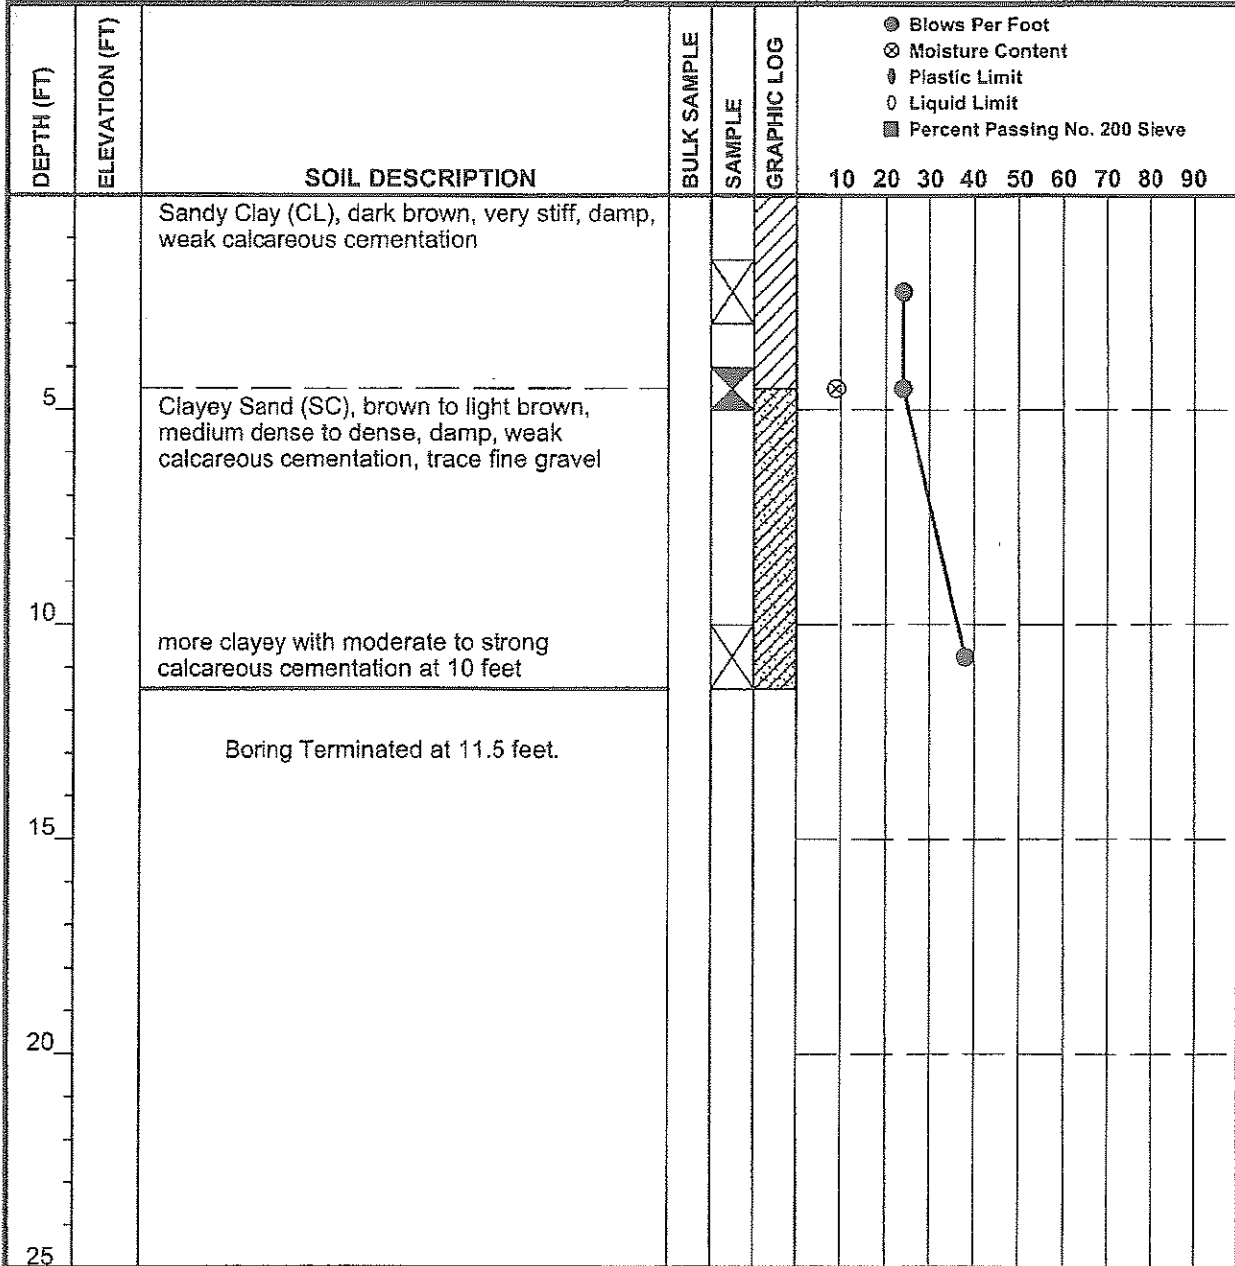 DEPTH (FT)
ELEVATION (FT)
SOIL DESCRIPTION
BULK SAMPLE
SAMPLE
GRAPHIC LOG
Blows Per Foot
Moisture Content
Plastic Limit
Liquid Limit
Percent Passing No. 200 Sieve
10 20 30 40 50 60 70 80 90
Sandy Clay (CL), dark brown, very stiff, damp,
weak calcareous cementation
5
Clayey Sand (SC), brown to light brown,
medium dense to dense, damp, weak
calcareous cementation, trace fine gravel
10
more clayey with moderate to strong
calcareous cementation at 10 feet
Boring Terminated at 11.5 feet.
15
20
25